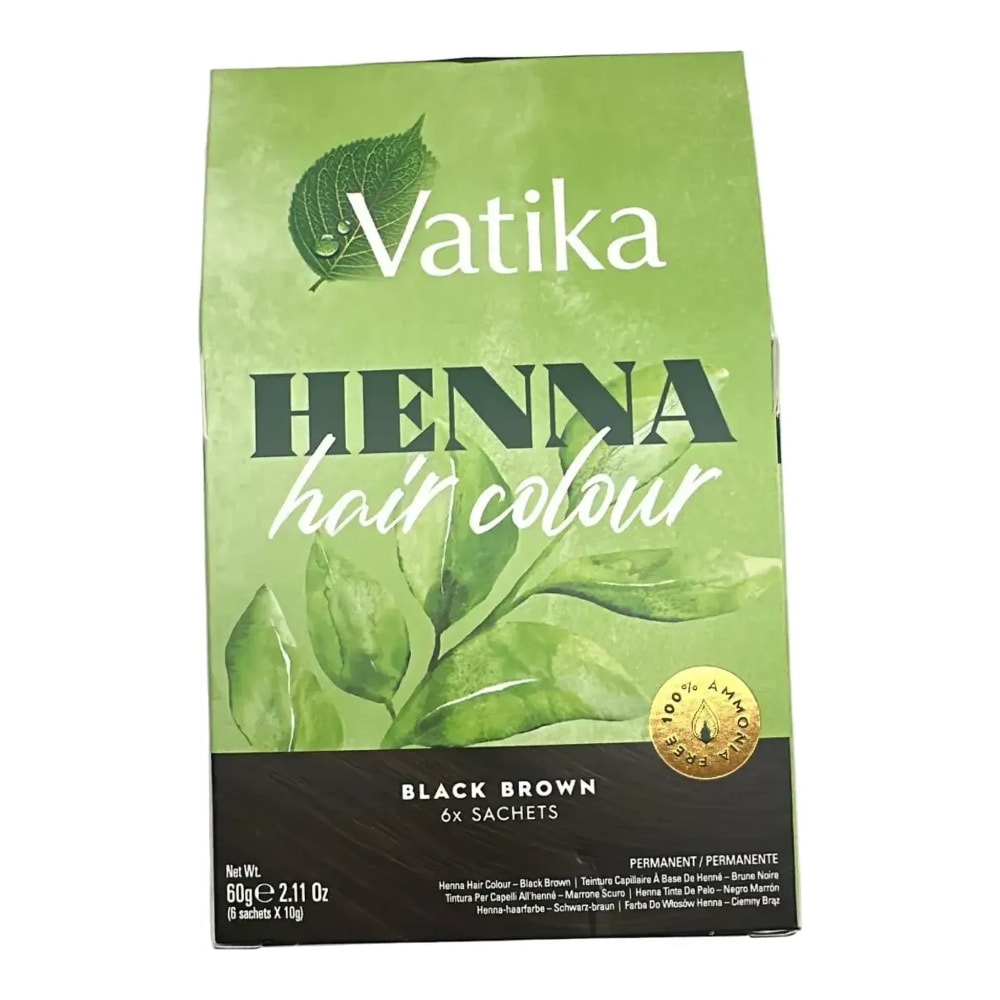 Vatika
HENNA
hair colour
100% AMMONIA FREE
BLACK BROWN
6x SACHETS
Net Wt.
60g℮ 2.11 Oz
(6 sachets X 10g)
PERMANENT / PERMANENTE
Henna Hair Colour – Black Brown | Teinture Capillaire À Base De Henné – Brune Noire
Tintura Per Capelli All'henné – Marrone Scuro | Henna Tinte De Pelo – Negro Marrón
Henna-haarfarbe – Schwarz-braun | Farba Do Włosów Henna – Ciemny Brąz